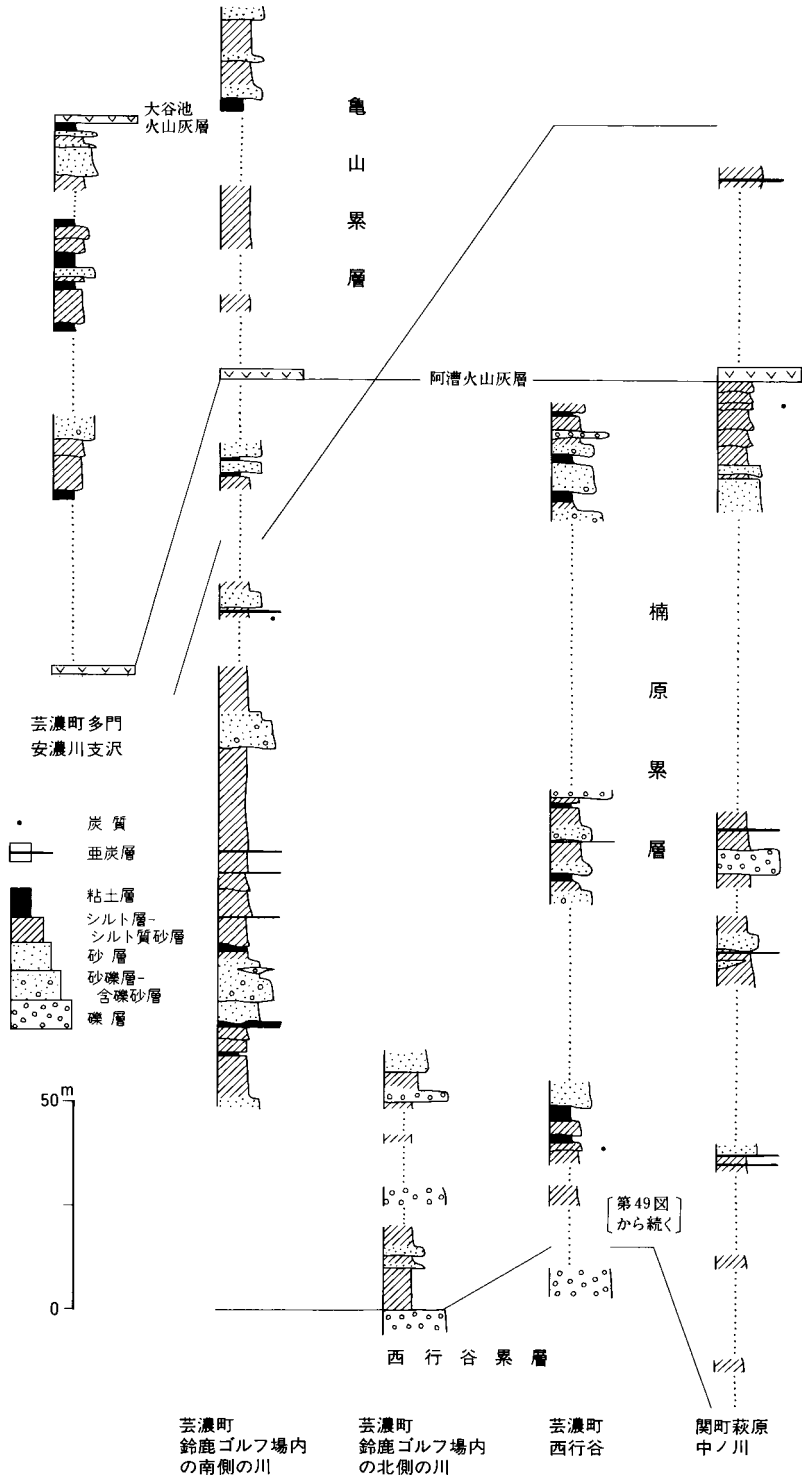 大谷池
火山灰層
亀山累層
阿漕火山灰層
楠原累層
芸濃町多門
安濃川支沢
炭質
亜炭層
粘土層
シルト層-
シルト質砂層
砂層
砂礫層-
含礫砂層
礫層
50m
0
第49図
から続く
西行谷累層
芸濃町
鈴鹿ゴルフ場内
の南側の川
芸濃町
鈴鹿ゴルフ場内
の北側の川
芸濃町
西行谷
関町萩原
中ノ川